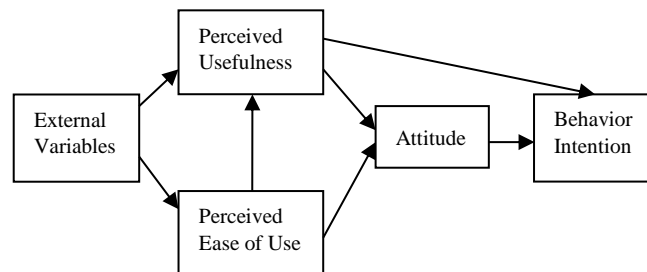 External
Variables
Perceived
Usefulness
Perceived
Ease of Use
Attitude
Behavior
Intention